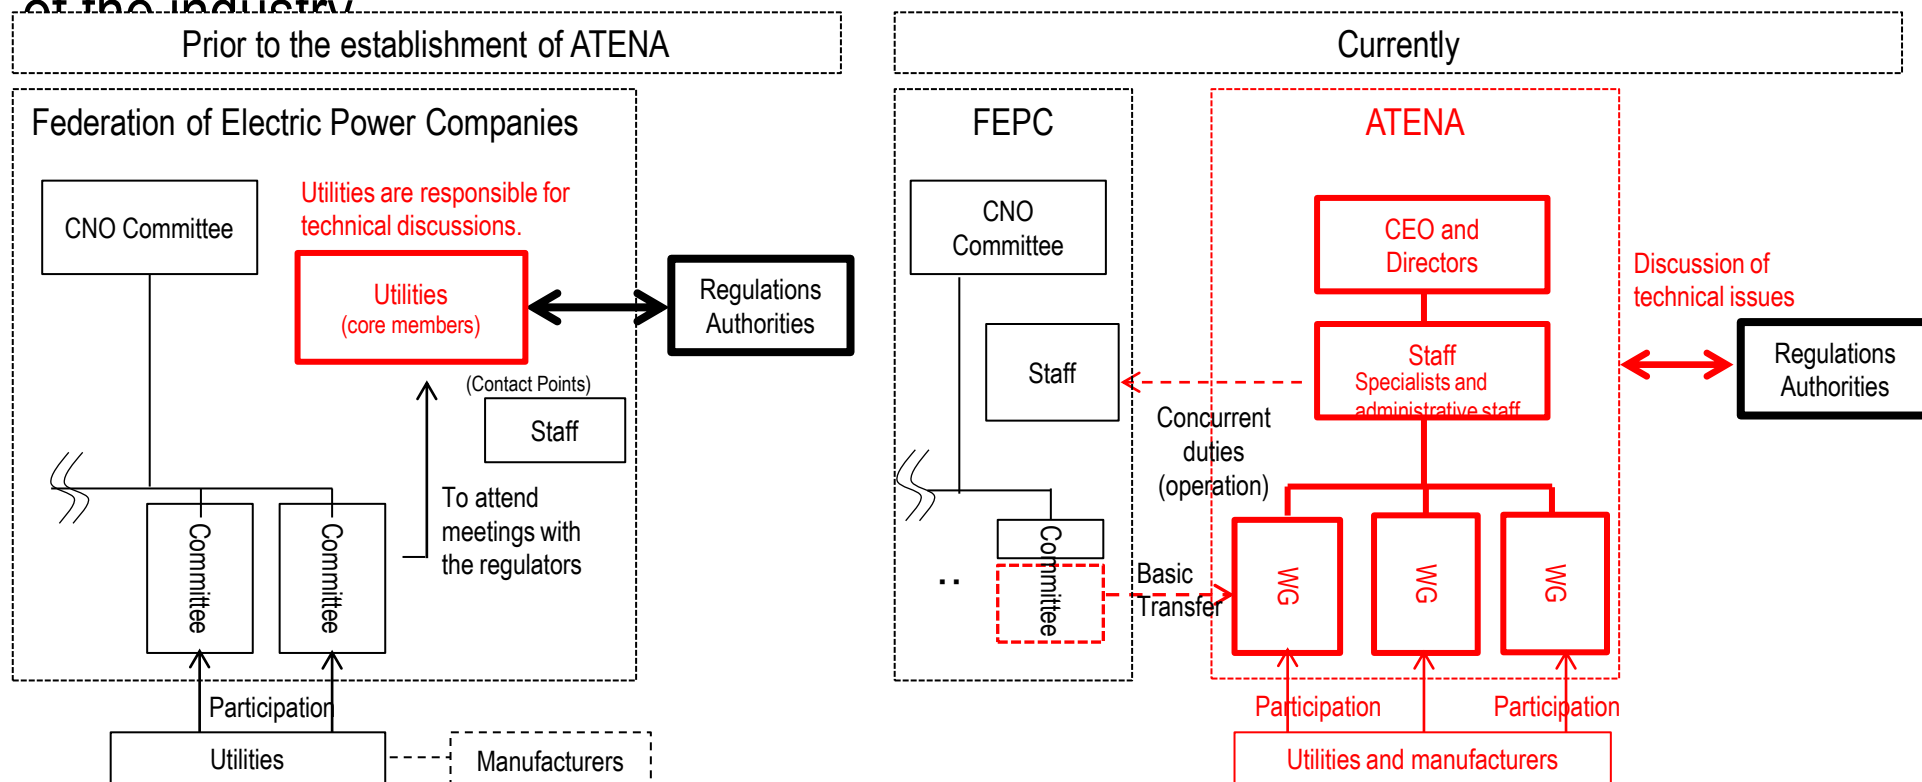 of the industry
Prior to the establishment of ATENA
Federation of Electric Power Companies
CNO Committee
Utilities are responsible for
technical discussions.
Utilities
(core members)
Regulations
Authorities
(Contact Points)
Staff
To attend
meetings with
the regulators
Committee
Committee
Participation
Utilities
Manufacturers
Currently
FEPC
CNO
Committee
Staff
Committee
..
ATENA
CEO and
Directors
Staff
Specialists and
administrative staff
Discussion of
technical issues
Regulations
Authorities
Concurrent
duties
(operation)
Basic
Transfer
WG
WG
WG
Participation
Participation
Utilities and manufacturers